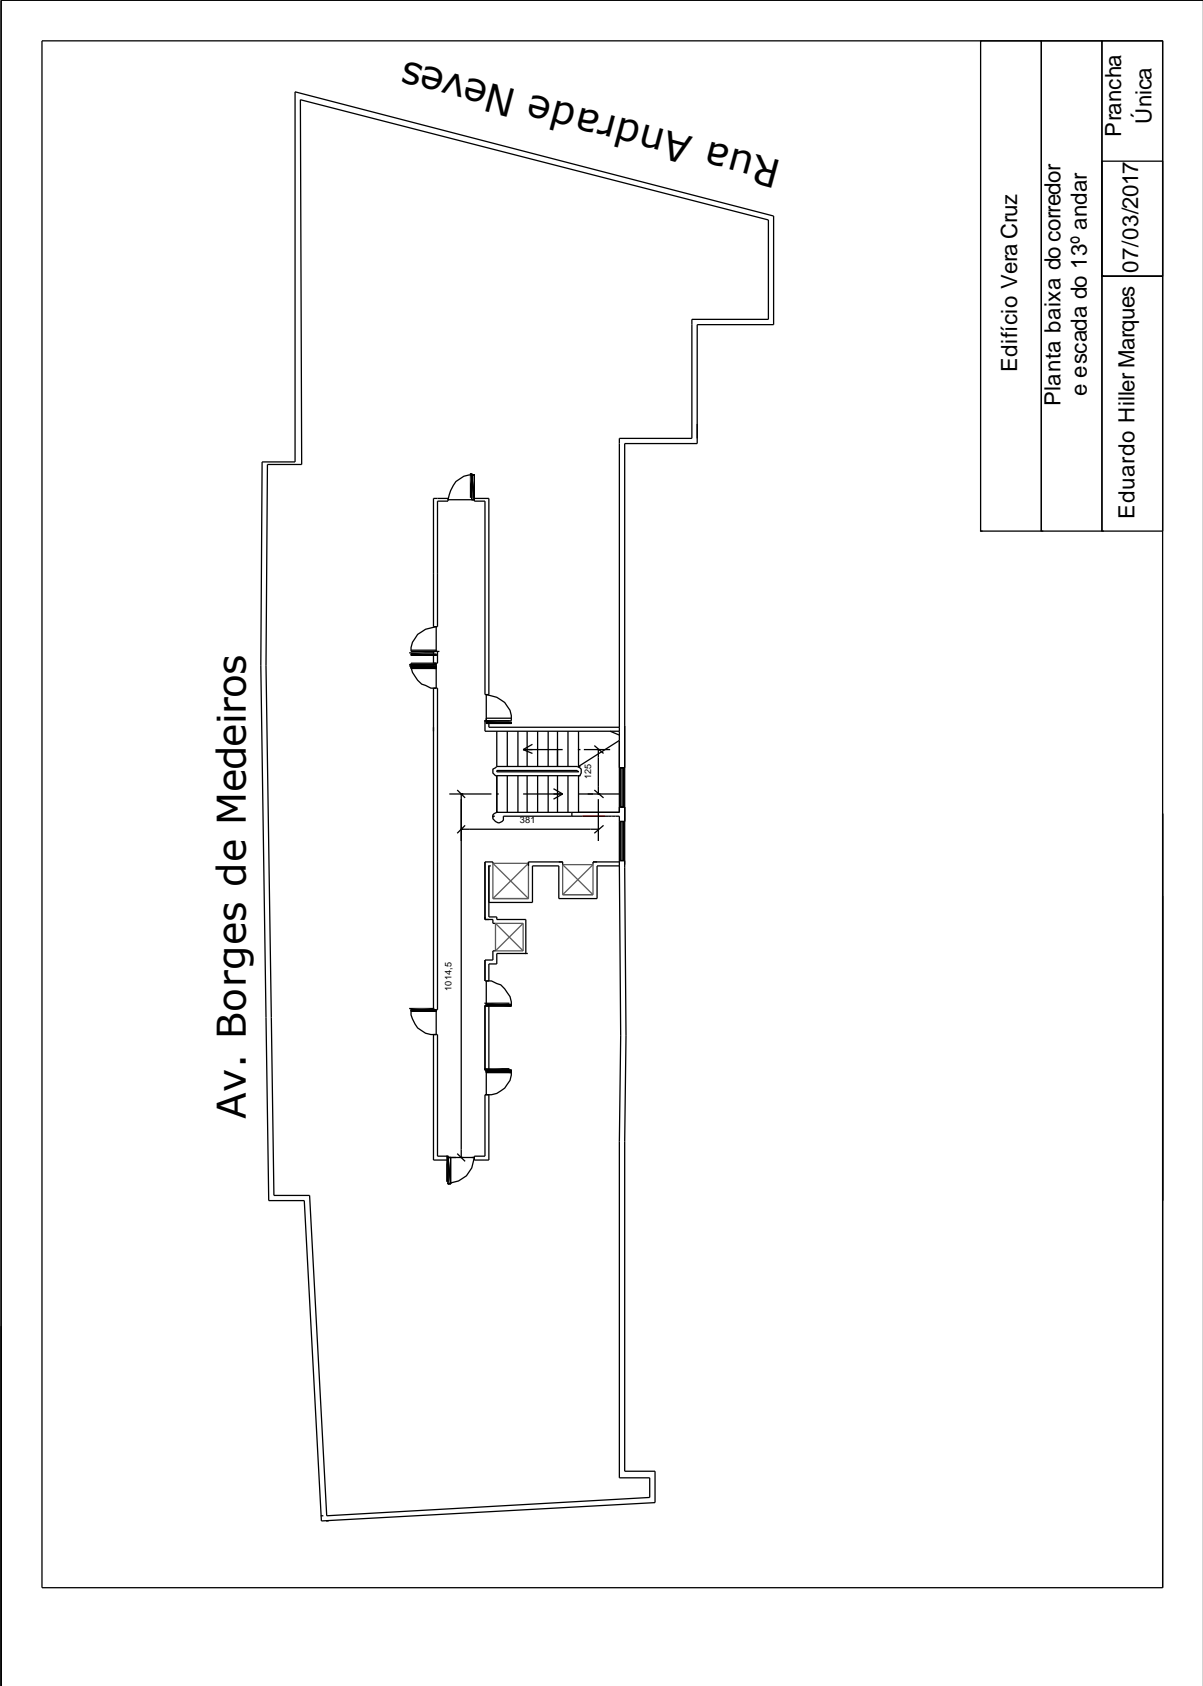 Rua Andrade Neves
Av. Borges de Medeiros
1014,5
381
125
Edifício Vera Cruz
Planta baixa do corredor
e escada do 13º andar
Eduardo Hiller Marques
07/03/2017
Prancha
Única